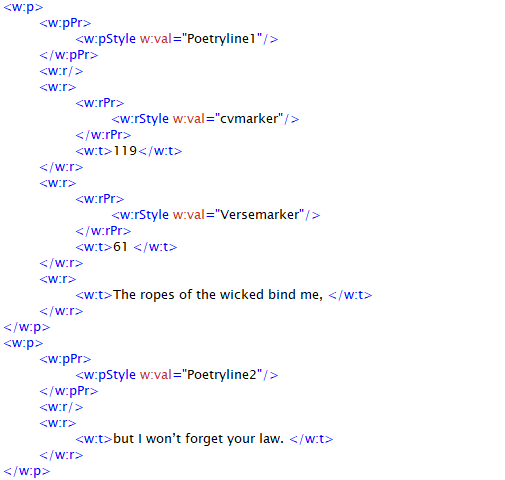 <w:p>
<w:pPr>
<w:pStyle w:val="Poetryline1"/>
</w:pPr>
<w:r/>
<w:r>
<w:rPr>
<w:rStyle w:val="cvmarker"/>
</w:rPr>
<w:t>119</w:t>
</w:r>
<w:r>
<w:rPr>
<w:rStyle w:val="Versemarker"/>
</w:rPr>
<w:t>61 </w:t>
</w:r>
<w:r>
<w:t>The ropes of the wicked bind me, </w:t>
</w:r>
</w:p>
<w:p>
<w:pPr>
<w:pStyle w:val="Poetryline2"/>
</w:pPr>
<w:r/>
<w:r>
<w:t>but I won’t forget your law. </w:t>
</w:r>
</w:p>